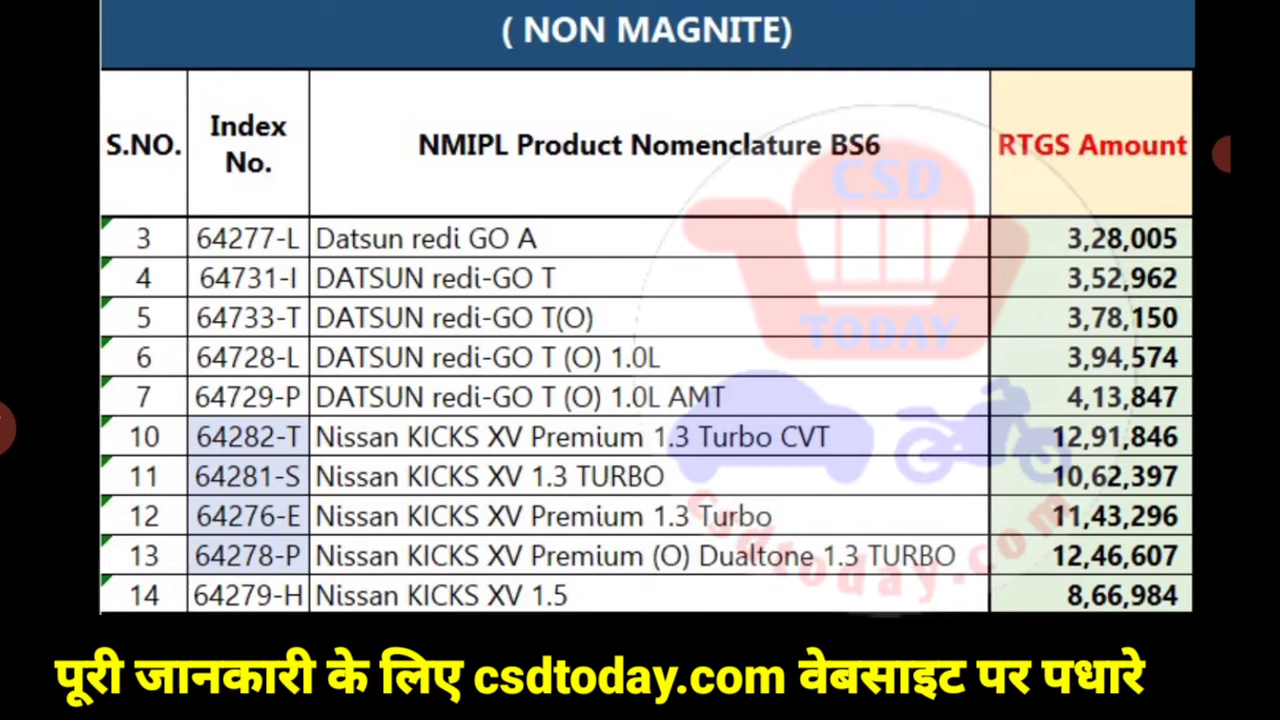 ( NON MAGNITE)
S.NO. Index No. NMIPL Product Nomenclature BS6 RTGS Amount
3 64277-L Datsun redi GO A 3,28,005
4 64731-I DATSUN redi-GO T 3,52,962
5 64733-T DATSUN redi-GO T(O) 3,78,150
6 64728-L DATSUN redi-GO T (O) 1.0L 3,94,574
7 64729-P DATSUN redi-GO T (O) 1.0L AMT 4,13,847
10 64282-T Nissan KICKS XV Premium 1.3 Turbo CVT 12,91,846
11 64281-S Nissan KICKS XV 1.3 TURBO 10,62,397
12 64276-E Nissan KICKS XV Premium 1.3 Turbo 11,43,296
13 64278-P Nissan KICKS XV Premium (O) Dualtone 1.3 TURBO 12,46,607
14 64279-H Nissan KICKS XV 1.5 8,66,984
CSD
TODAY
csdtoday.com
पूरी जानकारी के लिए csdtoday.com वेबसाइट पर पधारे